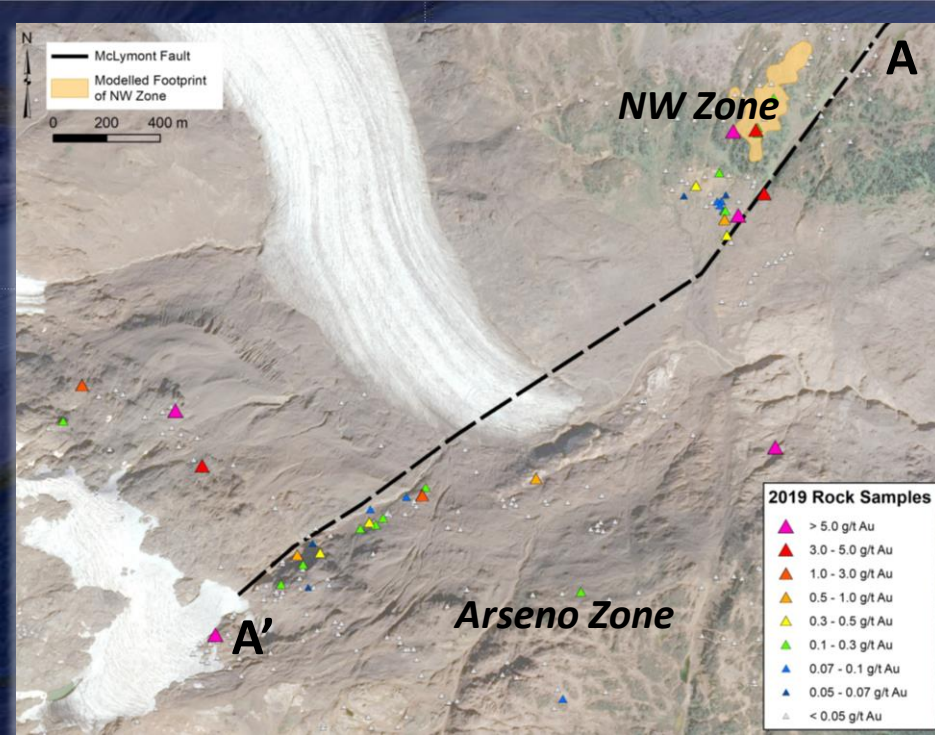 N
McLymont Fault
Modelled Footprint
of NW Zone
0 200 400 m
A
NW Zone
Arseno Zone
A’
2019 Rock Samples
> 5.0 g/t Au
3.0 - 5.0 g/t Au
1.0 - 3.0 g/t Au
0.5 - 1.0 g/t Au
0.3 - 0.5 g/t Au
0.1 - 0.3 g/t Au
0.07 - 0.1 g/t Au
0.05 - 0.07 g/t Au
< 0.05 g/t Au